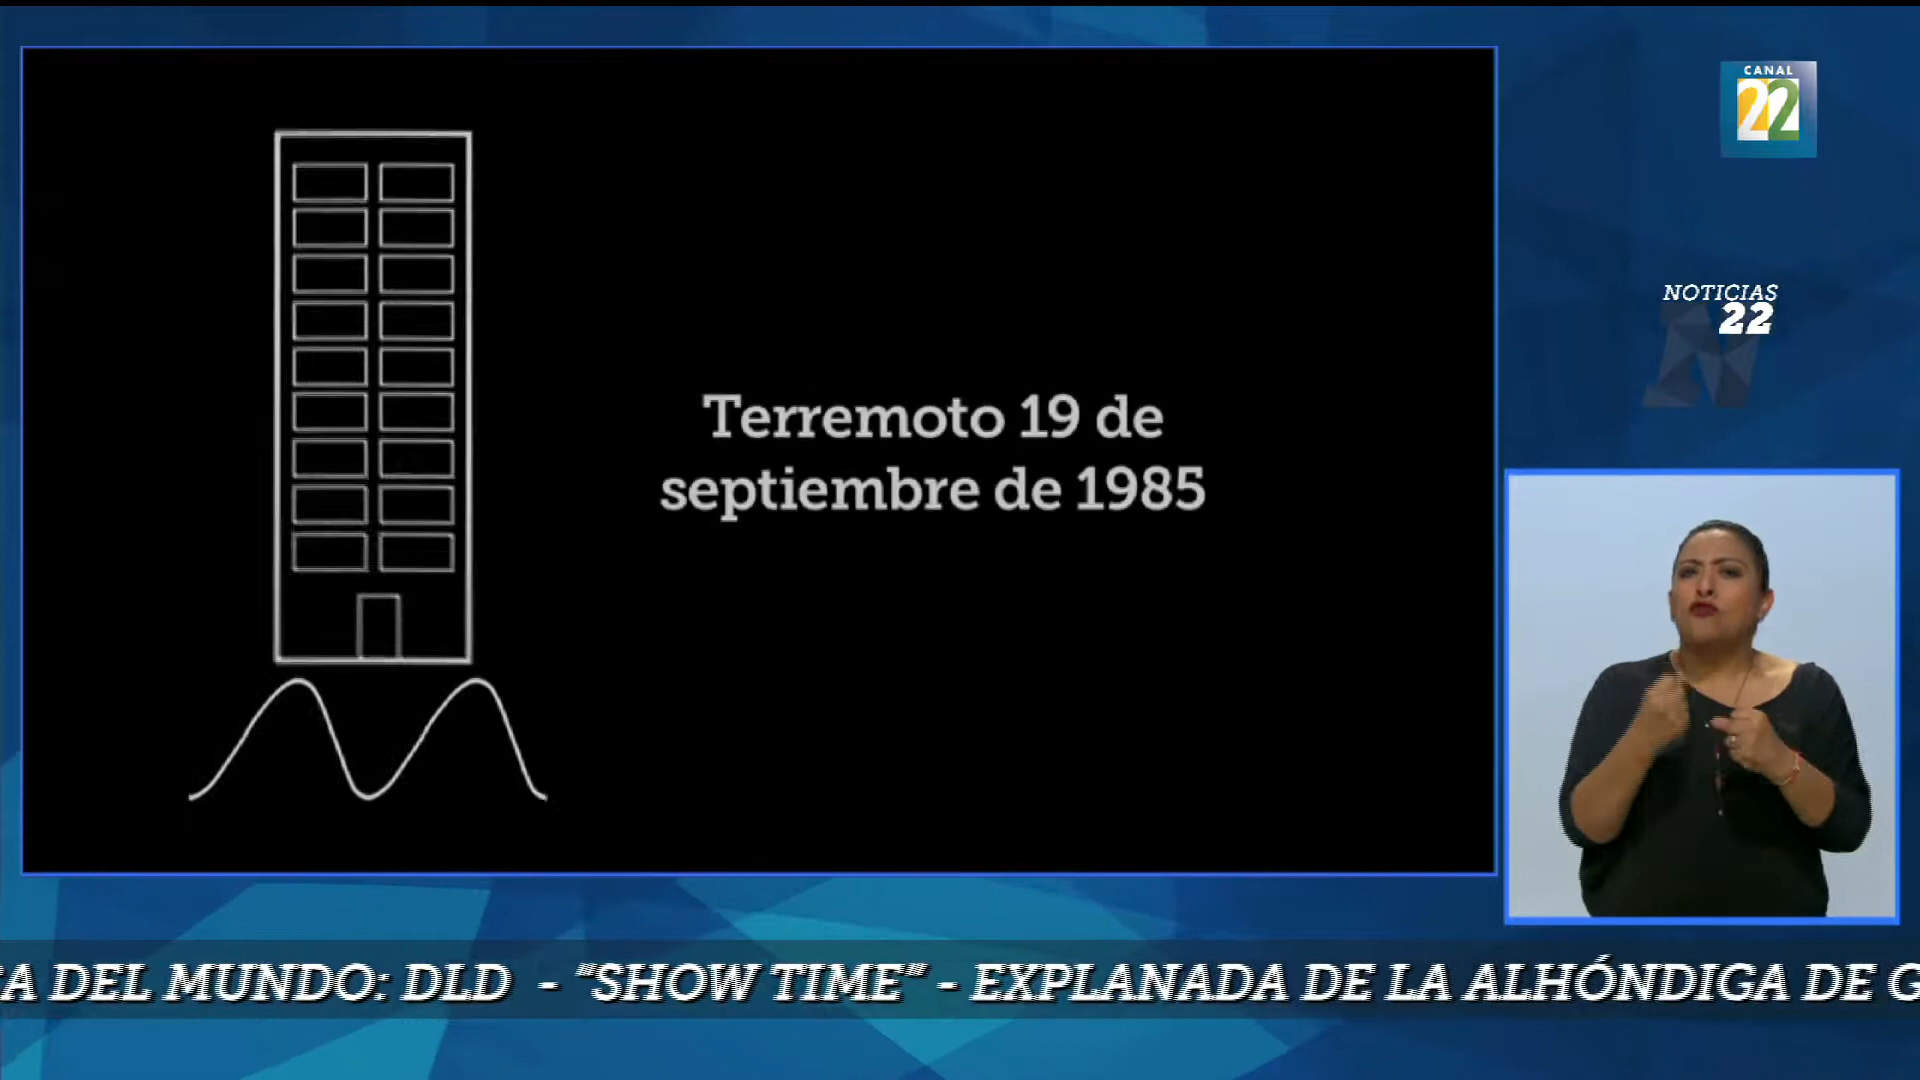 CANAL
22
NOTICIAS
22
Terremoto 19 de
septiembre de 1985
A DEL MUNDO: DLD - "SHOW TIME" - EXPLANADA DE LA ALHÓNDIGA DE G